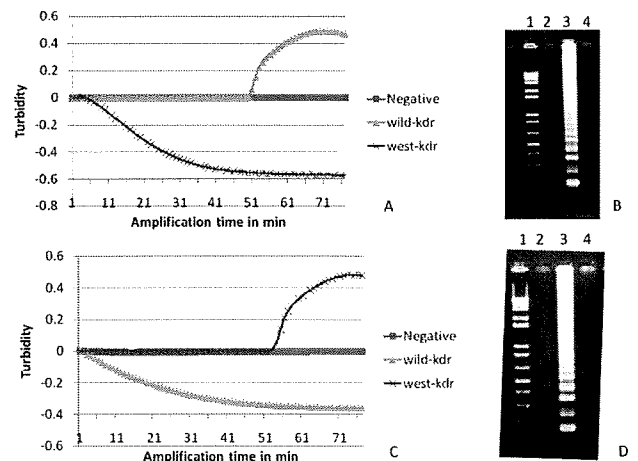 0.6
0.4
0.2
0
-0.2
-0.4
-0.6
-0.8
Turbidity
1 11 21 31 41 51 61 71
Amplification time in min
Negative
wild-kdr
west-kdr
A
1 2 3 4
B
0.6
0.4
0.2
0
-0.2
-0.4
-0.6
Turbidity
1 11 21 31 41 51 61 71
Amplification time in min
Negative
wild-kdr
west-kdr
C
1 2 3 4
D